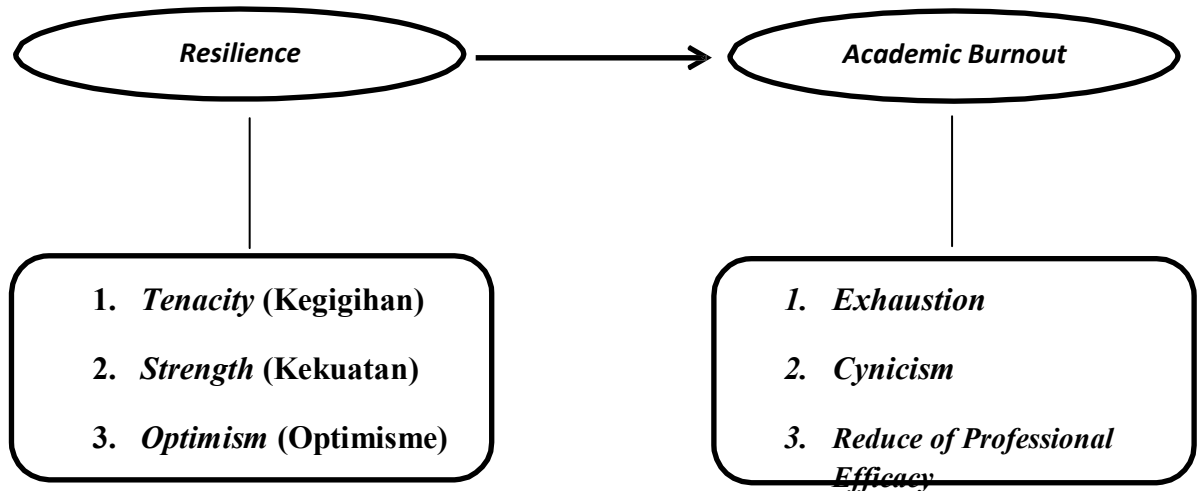 Resilience
Academic Burnout
1. Tenacity (Kegigihan)
2. Strength (Kekuatan)
3. Optimism (Optimisme)
1. Exhaustion
2. Cynicism
3. Reduce of Professional
Efficacy